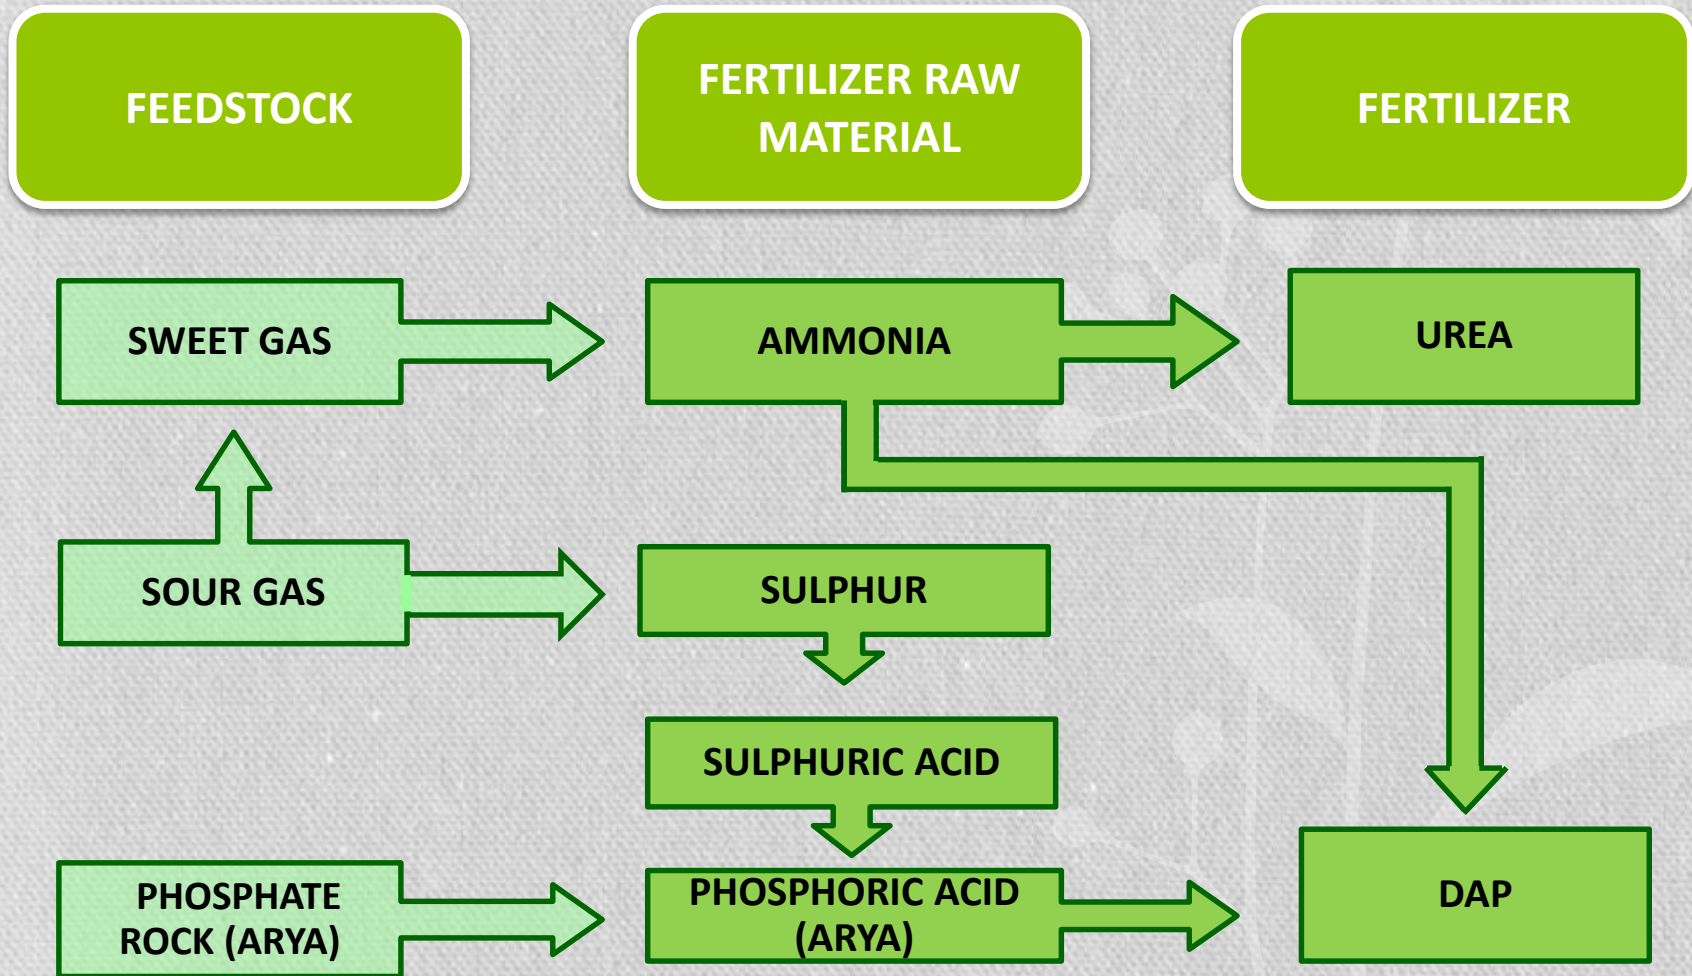 FEEDSTOCK
FERTILIZER RAW
MATERIAL
FERTILIZER
SWEET GAS
AMMONIA
UREA
SOUR GAS
SULPHUR
SULPHURIC ACID
PHOSPHATE
ROCK (ARYA)
PHOSPHORIC ACID
(ARYA)
DAP